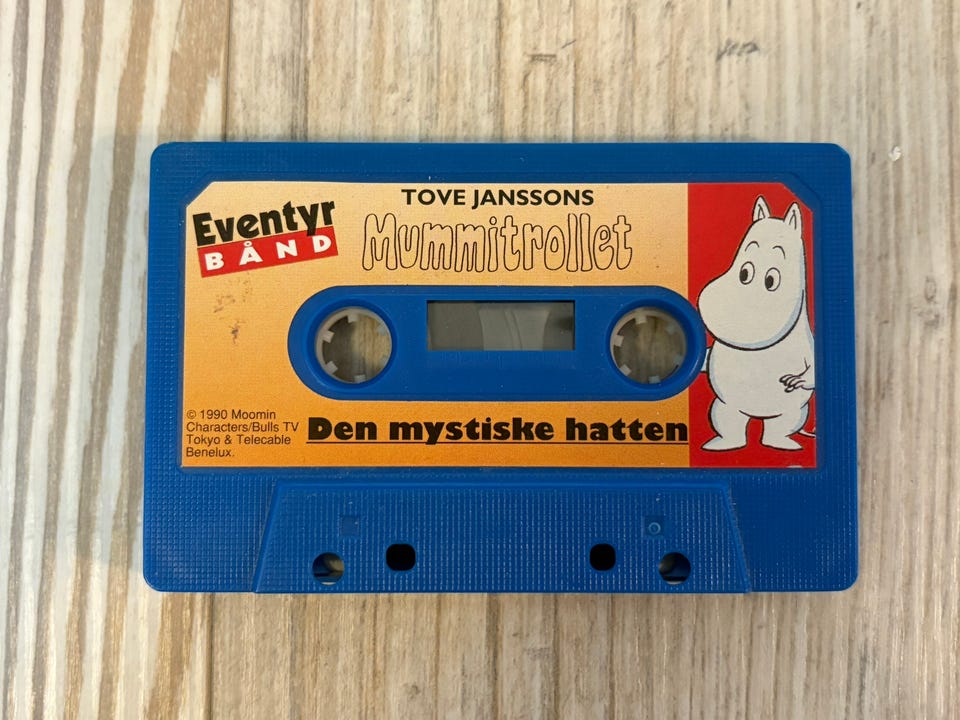 Eventyr
BÅND
TOVE JANSSONS
Mummitrollet
© 1990 Moomin
Characters/Bulls TV
Tokyo & Telecable
Benelux.
Den mystiske hatten